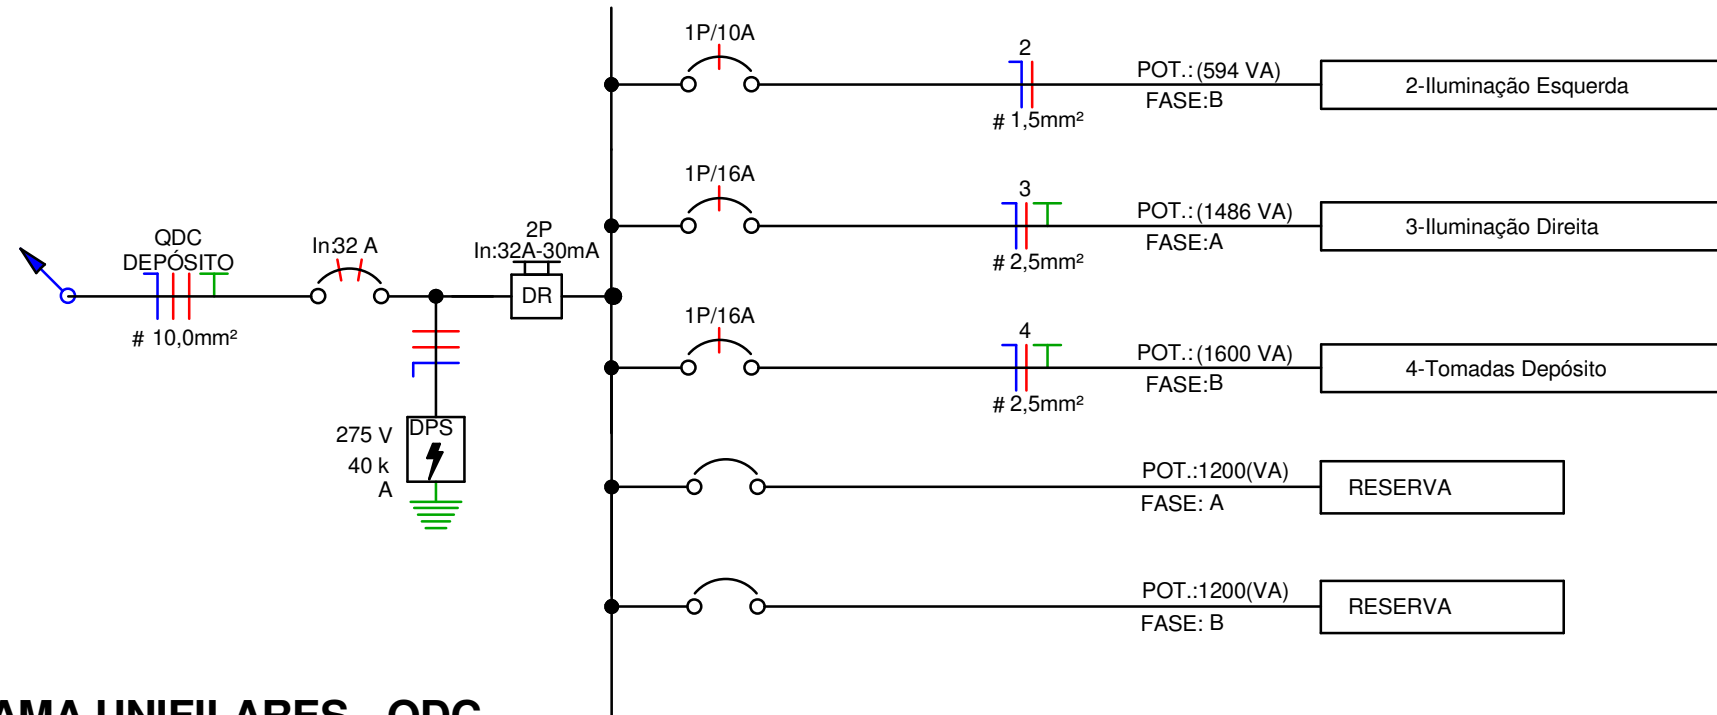 1P/10A
2
# 1,5mm²
POT.:(594 VA)
FASE:B
2-Iluminação Esquerda
1P/16A
3
# 2,5mm²
POT.:(1486 VA)
FASE:A
3-Iluminação Direita
QDC
DEPÓSITO
# 10,0mm²
In:32 A
2P
In:32A-30mA
DR
1P/16A
4
# 2,5mm²
POT.:(1600 VA)
FASE:B
4-Tomadas Depósito
275 V
40 k
A
DPS
POT.:1200(VA)
FASE: A
RESERVA
POT.:1200(VA)
FASE: B
RESERVA
UNIFILARES - QDC